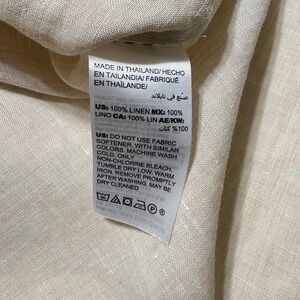 MADE IN THAILAND/ HECHO
EN TAILANDIA/ FABRIQUÉ
EN THAÏLANDE/
صنع في تايلاند
US: 100% LINEN MX: 100%
LINO CA: 100% LIN AE/KW:
100% كتان
US: DO NOT USE FABRIC
SOFTENER, WITH SIMILAR
COLORS. MACHINE WASH
COLD, ONLY
NON-CHLORINE BLEACH.
TUMBLE DRY LOW, WARM
IRON. REMOVE PROMPTLY
AFTER WASHING, MAY BE
DRY CLEANED